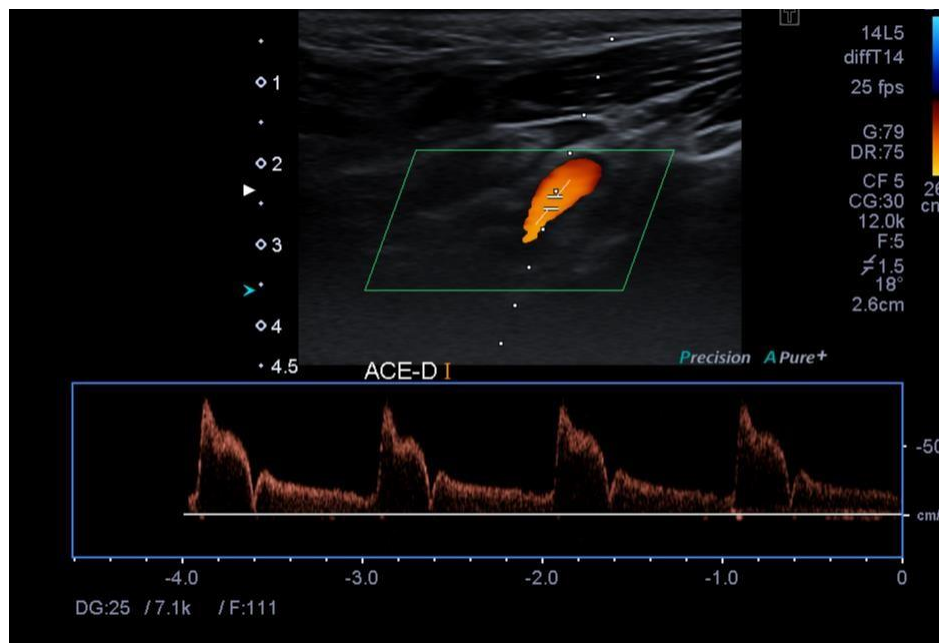 T
14L5
diffT14
25 fps
G:79
DR:75
CF 5
CG:30
12.0k
F:5
1.5
18°
2.6cm
1
2
3
4
4.5
Precision A Pure+
ACE-D I
-50
cm/
-4.0
-3.0
-2.0
-1.0
0
DG:25 / 7.1k / F:111